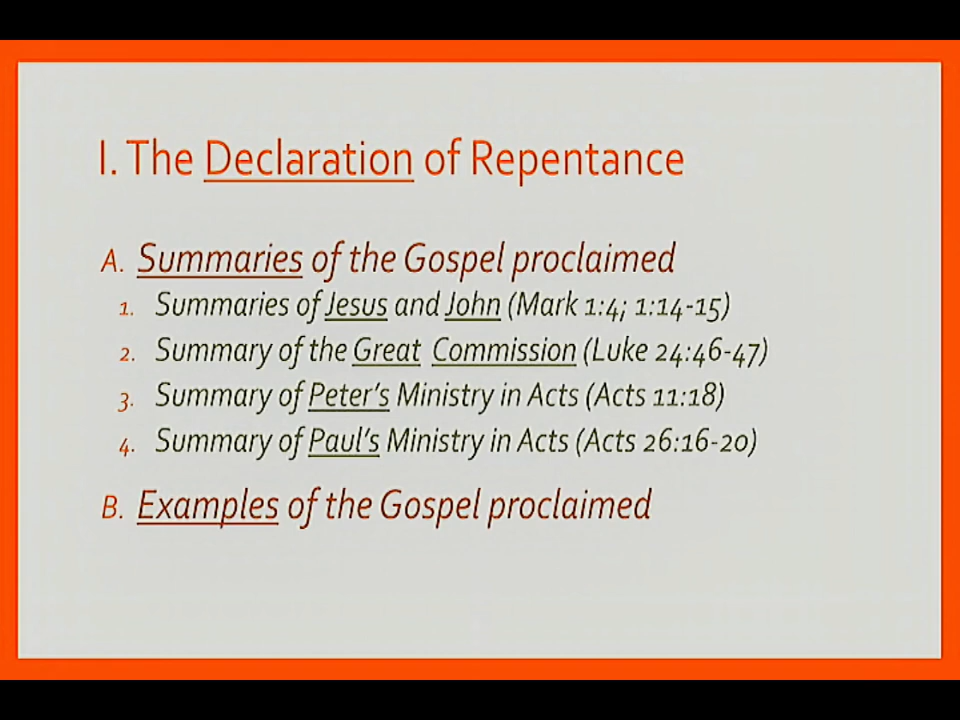 I. The Declaration of Repentance
A. Summaries of the Gospel proclaimed
1. Summaries of Jesus and John (Mark 1:4; 1:14-15)
2. Summary of the Great Commission (Luke 24:46-47)
3. Summary of Peter's Ministry in Acts (Acts 11:18)
4. Summary of Paul's Ministry in Acts (Acts 26:16-20)
B. Examples of the Gospel proclaimed